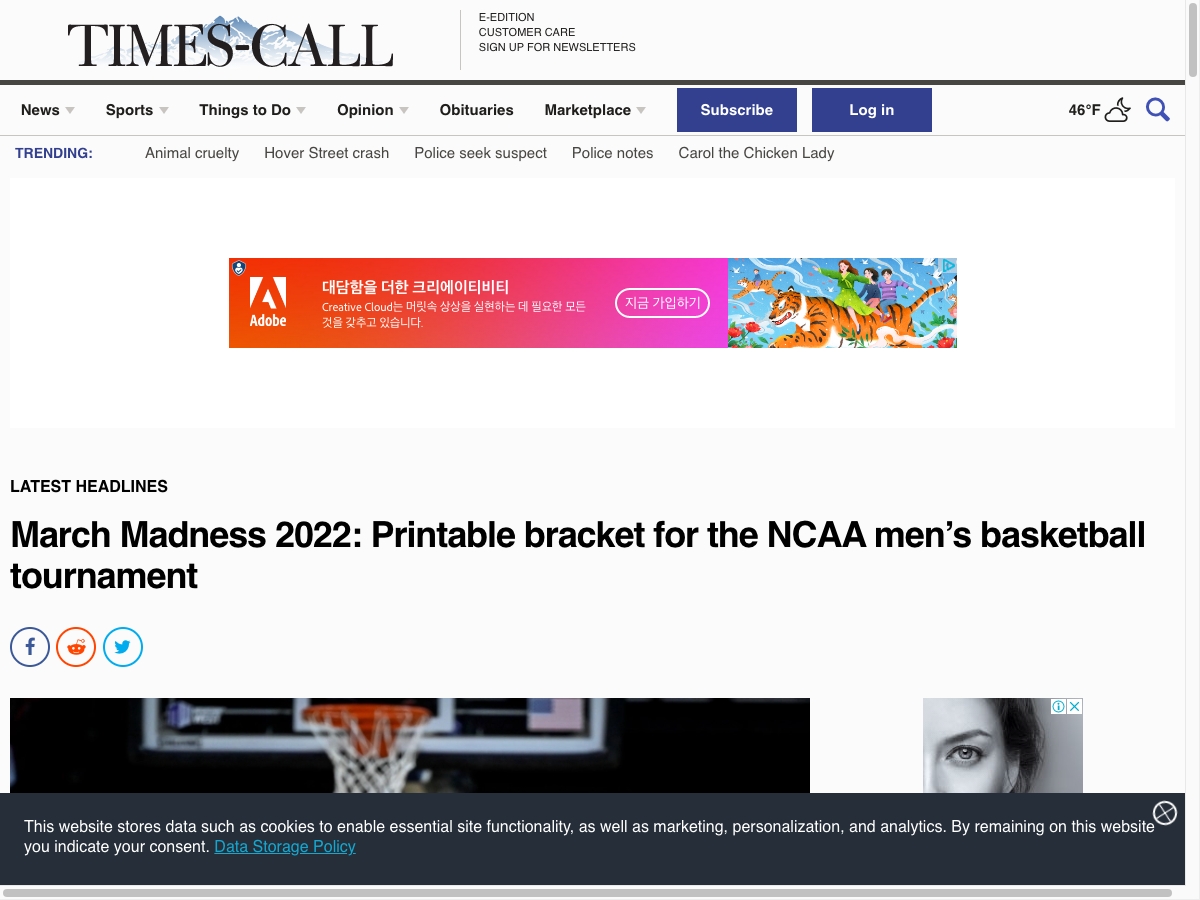 TIMES-CALL
E-EDITION
CUSTOMER CARE
SIGN UP FOR NEWSLETTERS
News Sports Things to Do Opinion Obituaries Marketplace Subscribe Log in 46°F
TRENDING: Animal cruelty Hover Street crash Police seek suspect Police notes Carol the Chicken Lady
Adobe
대담함을 더한 크리에이티비티
Creative Cloud는 머릿속 상상을 실현하는 데 필요한 모든
것을 갖추고 있습니다.
지금 가입하기
LATEST HEADLINES
March Madness 2022: Printable bracket for the NCAA men’s basketball
tournament
This website stores data such as cookies to enable essential site functionality, as well as marketing, personalization, and analytics. By remaining on this website
you indicate your consent. Data Storage Policy